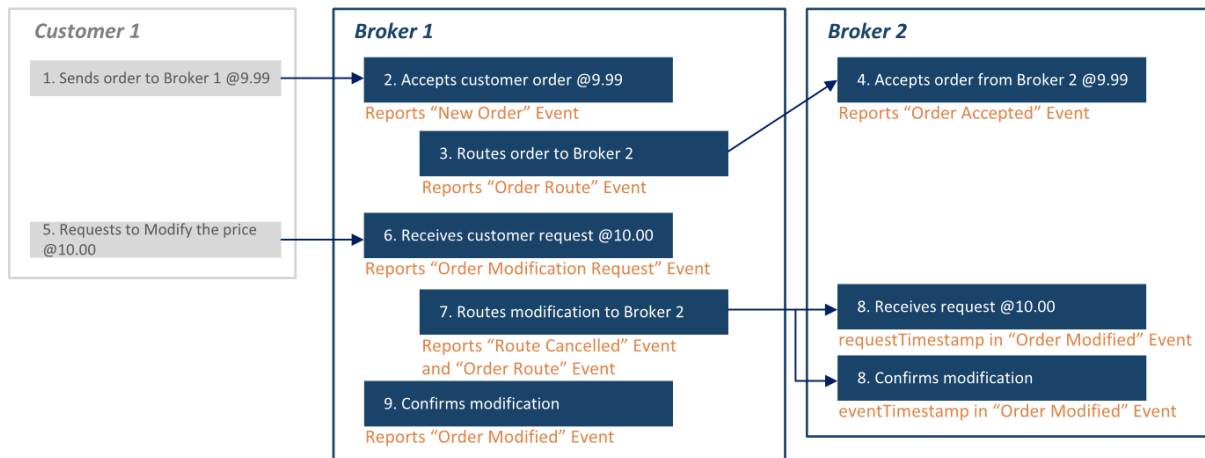 Customer 1
1. Sends order to Broker 1 @9.99
5. Requests to Modify the price
@10.00
Broker 1
2. Accepts customer order @9.99
Reports “New Order” Event
3. Routes order to Broker 2
Reports “Order Route” Event
6. Receives customer request @10.00
Reports “Order Modification Request” Event
7. Routes modification to Broker 2
Reports “Route Cancelled” Event
and “Order Route” Event
9. Confirms modification
Reports “Order Modified” Event
Broker 2
4. Accepts order from Broker 2 @9.99
Reports “Order Accepted” Event
8. Receives request @10.00
requestTimestamp in “Order Modified” Event
8. Confirms modification
eventTimestamp in “Order Modified” Event